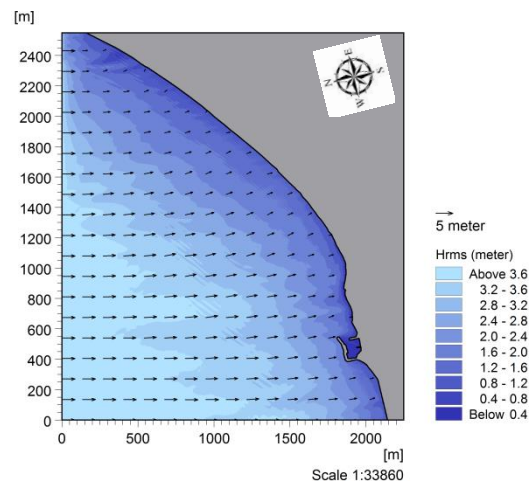 [m]
2400
2200
2000
1800
1600
1400
1200
1000
800
600
400
200
0
0 500 1000 1500 2000
[m]
Scale 1:33860
E
S
N
W
5 meter
Hrms (meter)
Above 3.6
3.2 - 3.6
2.8 - 3.2
2.4 - 2.8
2.0 - 2.4
1.6 - 2.0
1.2 - 1.6
0.8 - 1.2
0.4 - 0.8
Below 0.4